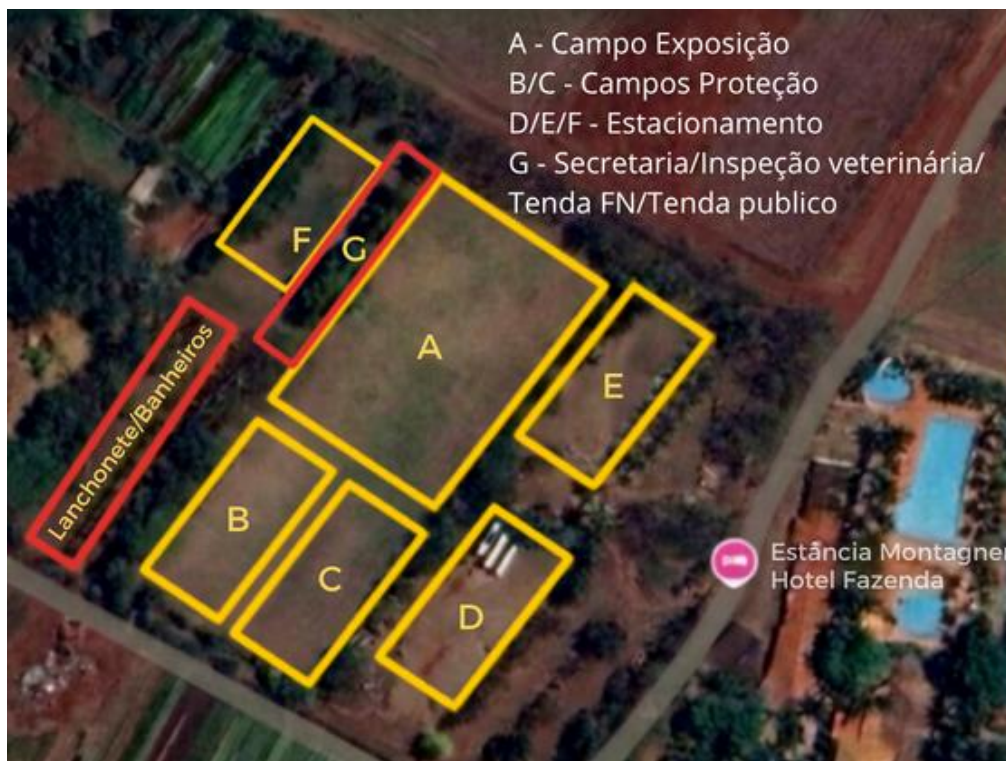 A - Campo Exposição
B/C - Campos Proteção
D/E/F - Estacionamento
G - Secretaria/Inspeção veterinária/
Tenda FN/Tenda publico
F
G
A
E
Lanchonete/Banheiros
B
C
D
Estância Montagner
Hotel Fazenda